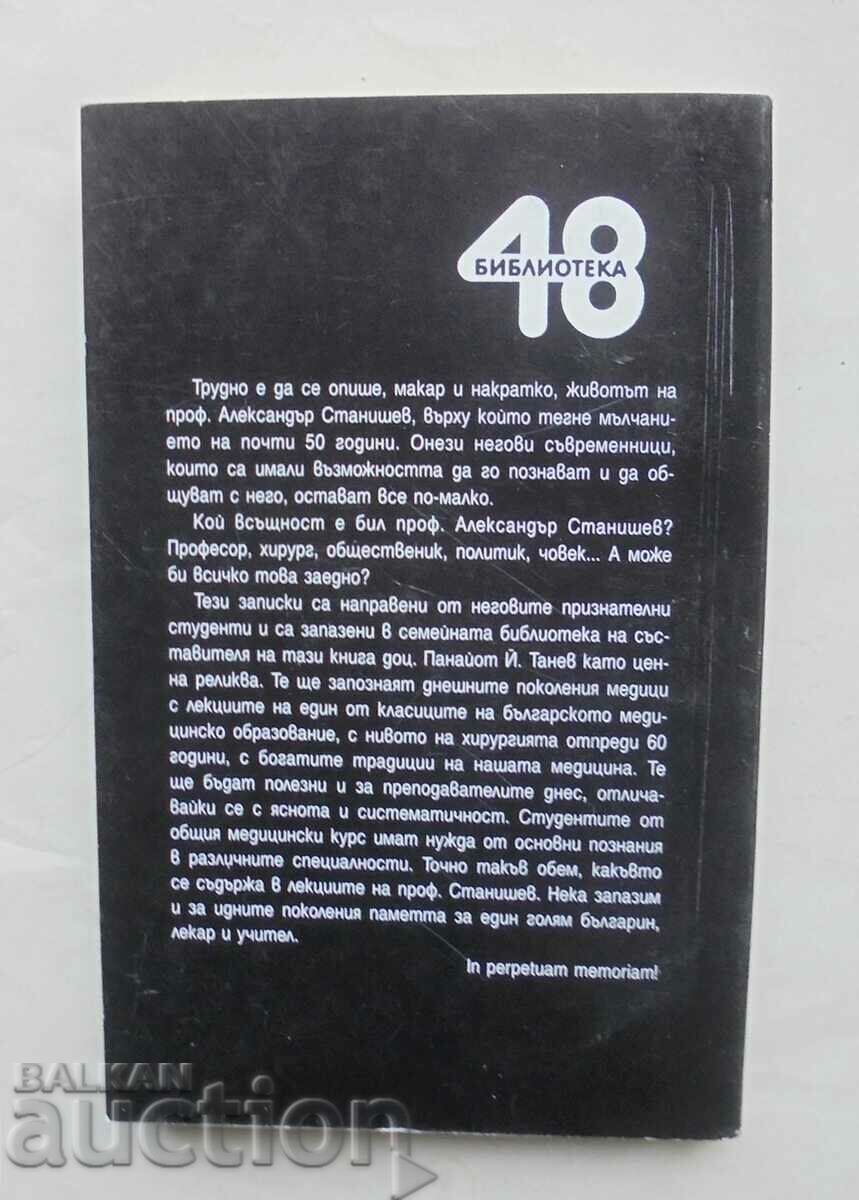 48
БИБЛИОТЕКА
Трудно е да се опише, макар и накратко, животът на
проф. Александър Станишев, върху който тегне мълчани-
ето на почти 50 години. Онези негови съвременници,
които са имали възможността да го познават и да об-
щуват с него, остават все по-малко.
Кой всъщност е бил проф. Александър Станишев?
Професор, хирург, общественик, политик, човек... А може
би всичко това заедно?
Тези записки са направени от неговите признателни
студенти и са запазени в семейната библиотека на със-
тавителя на тази книга доц. Панайот Й. Танев като цен-
на реликва. Те ще запознаят днешните поколения медици
с лекциите на един от класиците на българското меди-
цинско образование, с нивото на хирургията отпреди 60
години, с богатите традиции на нашата медицина. Те
ще бъдат полезни и за преподавателите днес, отлича-
вайки се с яснота и систематичност. Студентите от
общия медицински курс имат нужда от основни познания
в различните специалности. Точно такъв обем, какъвто
се съдържа в лекциите на проф. Станишев. Нека запазим
и за идните поколения паметта за един голям българин,
лекар и учител.
In perpetuam memoriam!
BALKAN
auction